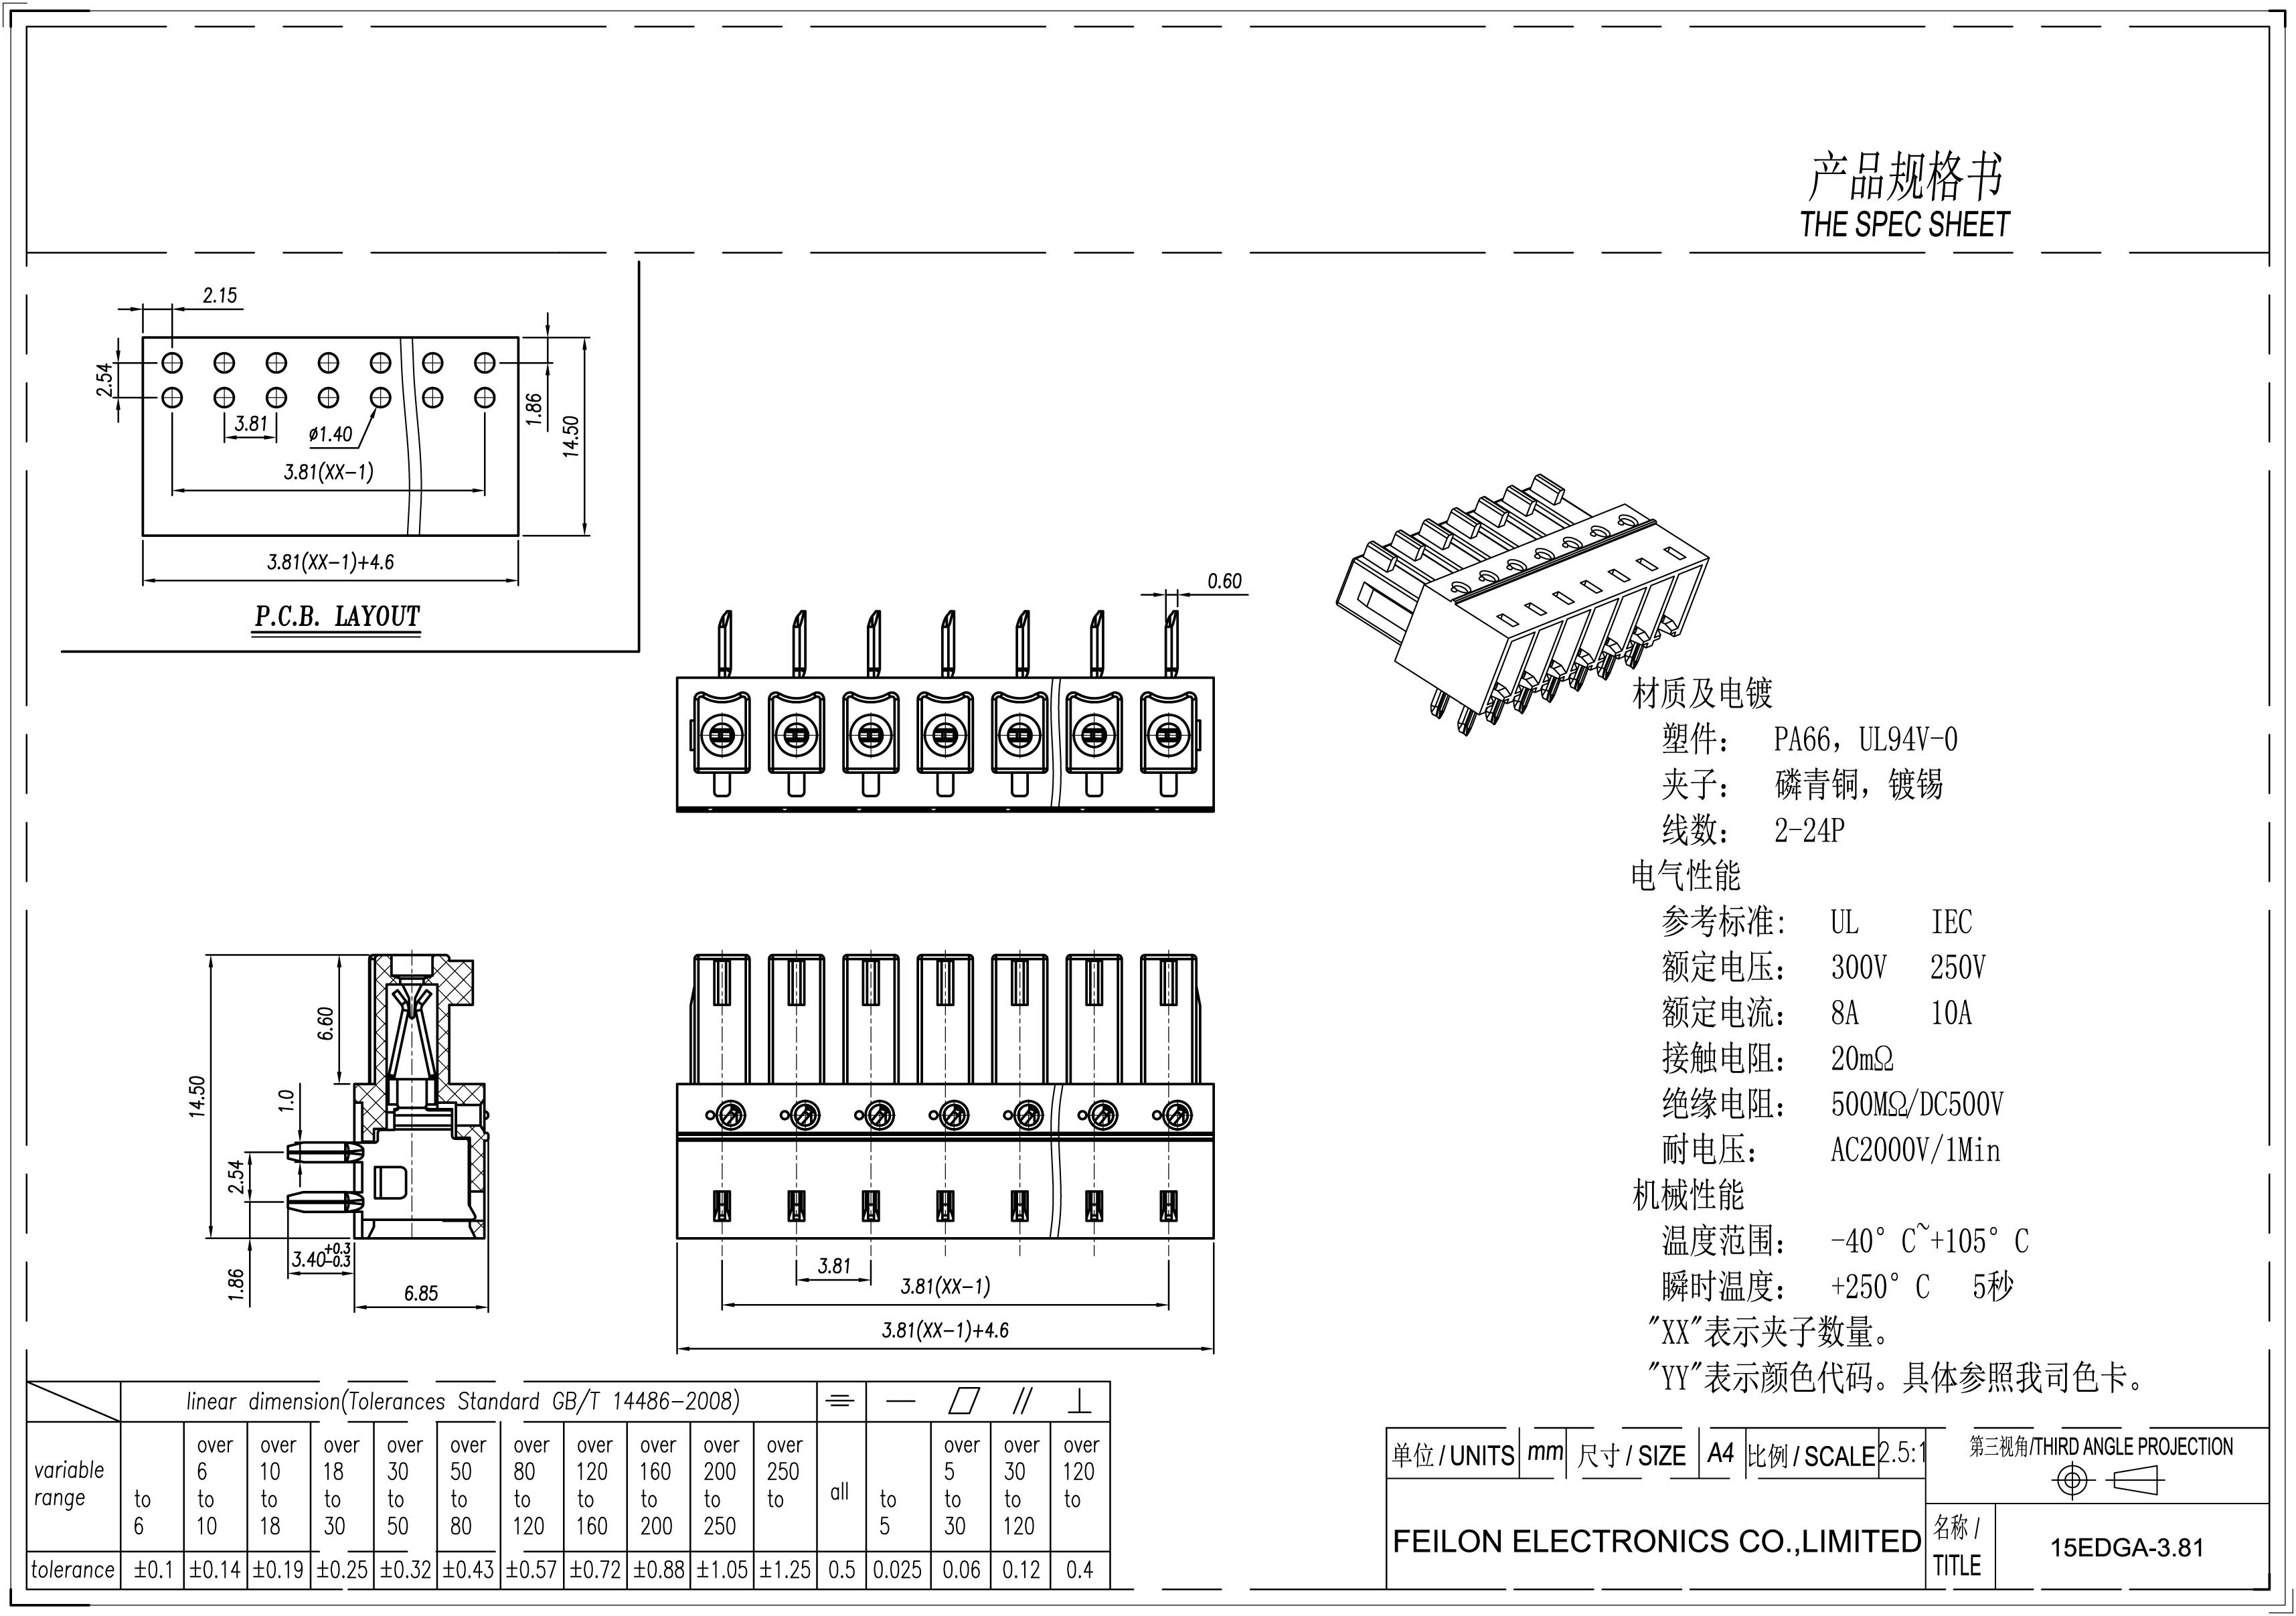 产品规格书
THE SPEC SHEET
2.15
2.54
3.81
ø1.40
1.86
14.50
3.81(XX-1)
3.81(XX-1)+4.6
P.C.B. LAYOUT
0.60
材质及电镀
塑件： PA66，UL94V-0
夹子： 磷青铜，镀锡
线数： 2-24P
电气性能
参考标准: UL IEC
额定电压： 300V 250V
额定电流： 8A 10A
接触电阻： 20mΩ
绝缘电阻： 500MΩ/DC500V
耐电压： AC2000V/1Min
机械性能
温度范围： -40°C~+105°C
瞬时温度： +250°C 5秒
"XX"表示夹子数量。
"YY"表示颜色代码。具体参照我司色卡。
14.50
6.60
1.0
2.54
1.86
3.40 +0.3 -0.3
6.85
3.81
3.81(XX-1)
3.81(XX-1)+4.6
linear dimension(Tolerances Standard GB/T 14486-2008)
variable range
to 6
over 6 to 10
over 10 to 18
over 18 to 30
over 30 to 50
over 50 to 80
over 80 to 120
over 120 to 160
over 160 to 200
over 200 to 250
over 250 to
all
to 5
over 5 to 30
over 30 to 120
over 120 to
tolerance ±0.1 ±0.14 ±0.19 ±0.25 ±0.32 ±0.43 ±0.57 ±0.72 ±0.88 ±1.05 ±1.25 0.5 0.025 0.06 0.12 0.4
单位/UNITS mm 尺寸/SIZE A4 比例/SCALE 2.5:1
第三视角/THIRD ANGLE PROJECTION
FEILON ELECTRONICS CO.,LIMITED
名称/
TITLE
15EDGA-3.81